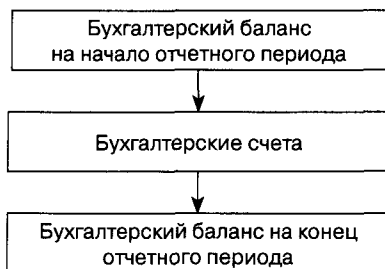 Бухгалтерский баланс
на начало отчетного периода
Бухгалтерские счета
Бухгалтерский баланс на конец
отчетного периода